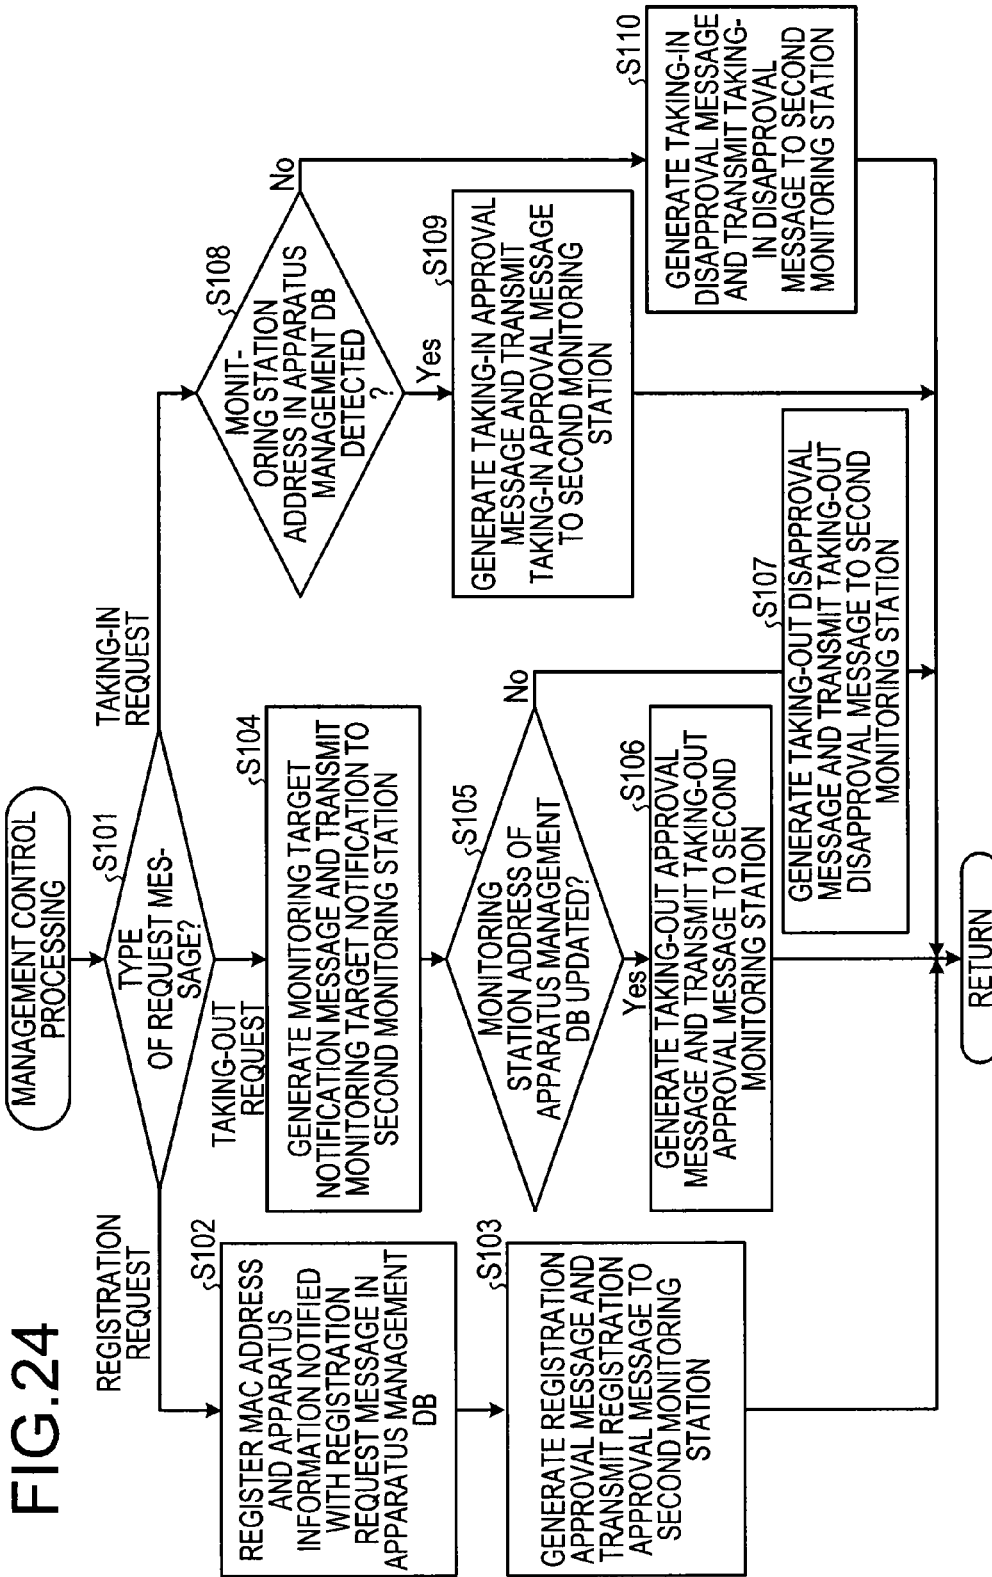 FIG.24
MANAGEMENT CONTROL
PROCESSING
S101
TYPE
OF REQUEST MES-
SAGE?
REGISTRATION
REQUEST
TAKING-OUT
REQUEST
TAKING-IN
REQUEST
S102
REGISTER MAC ADDRESS
AND APPARATUS
INFORMATION NOTIFIED
WITH REGISTRATION
REQUEST MESSAGE IN
APPARATUS MANAGEMENT
DB
S103
GENERATE REGISTRATION
APPROVAL MESSAGE AND
TRANSMIT REGISTRATION
APPROVAL MESSAGE TO
SECOND MONITORING
STATION
S104
GENERATE MONITORING TARGET
NOTIFICATION MESSAGE AND TRANSMIT
MONITORING TARGET NOTIFICATION TO
SECOND MONITORING STATION
S105
MONITORING
STATION ADDRESS OF
APPARATUS MANAGEMENT
DB UPDATED?
Yes
No
S106
GENERATE TAKING-OUT APPROVAL
MESSAGE AND TRANSMIT TAKING-OUT
APPROVAL MESSAGE TO SECOND
MONITORING STATION
S107
GENERATE TAKING-OUT DISAPPROVAL
MESSAGE AND TRANSMIT TAKING-OUT
DISAPPROVAL MESSAGE TO SECOND
MONITORING STATION
S108
MONIT-
ORING STATION
ADDRESS IN APPARATUS
MANAGEMENT DB
DETECTED
?
Yes
No
S109
GENERATE TAKING-IN APPROVAL
MESSAGE AND TRANSMIT
TAKING-IN APPROVAL MESSAGE
TO SECOND MONITORING
STATION
S110
GENERATE TAKING-IN
DISAPPROVAL MESSAGE
AND TRANSMIT TAKING-
IN DISAPPROVAL
MESSAGE TO SECOND
MONITORING STATION
RETURN